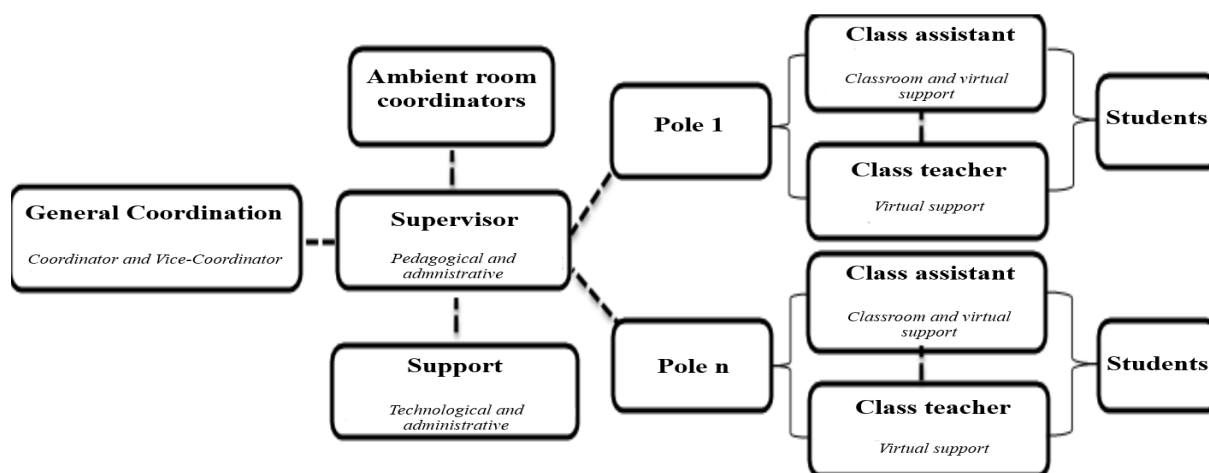 General Coordination
Coordinator and Vice-Coordinator
Ambient room
coordinators
Supervisor
Pedagogical and
admnistrative
Support
Technological and
administrative
Pole 1
Class assistant
Classroom and virtual
support
Class teacher
Virtual support
Students
Pole n
Class assistant
Classroom and virtual
support
Class teacher
Virtual support
Students